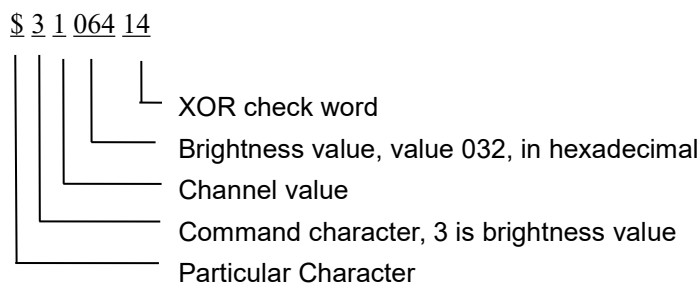 $ 3 1 064 14
XOR check word
Brightness value, value 032, in hexadecimal
Channel value
Command character, 3 is brightness value
Particular Character